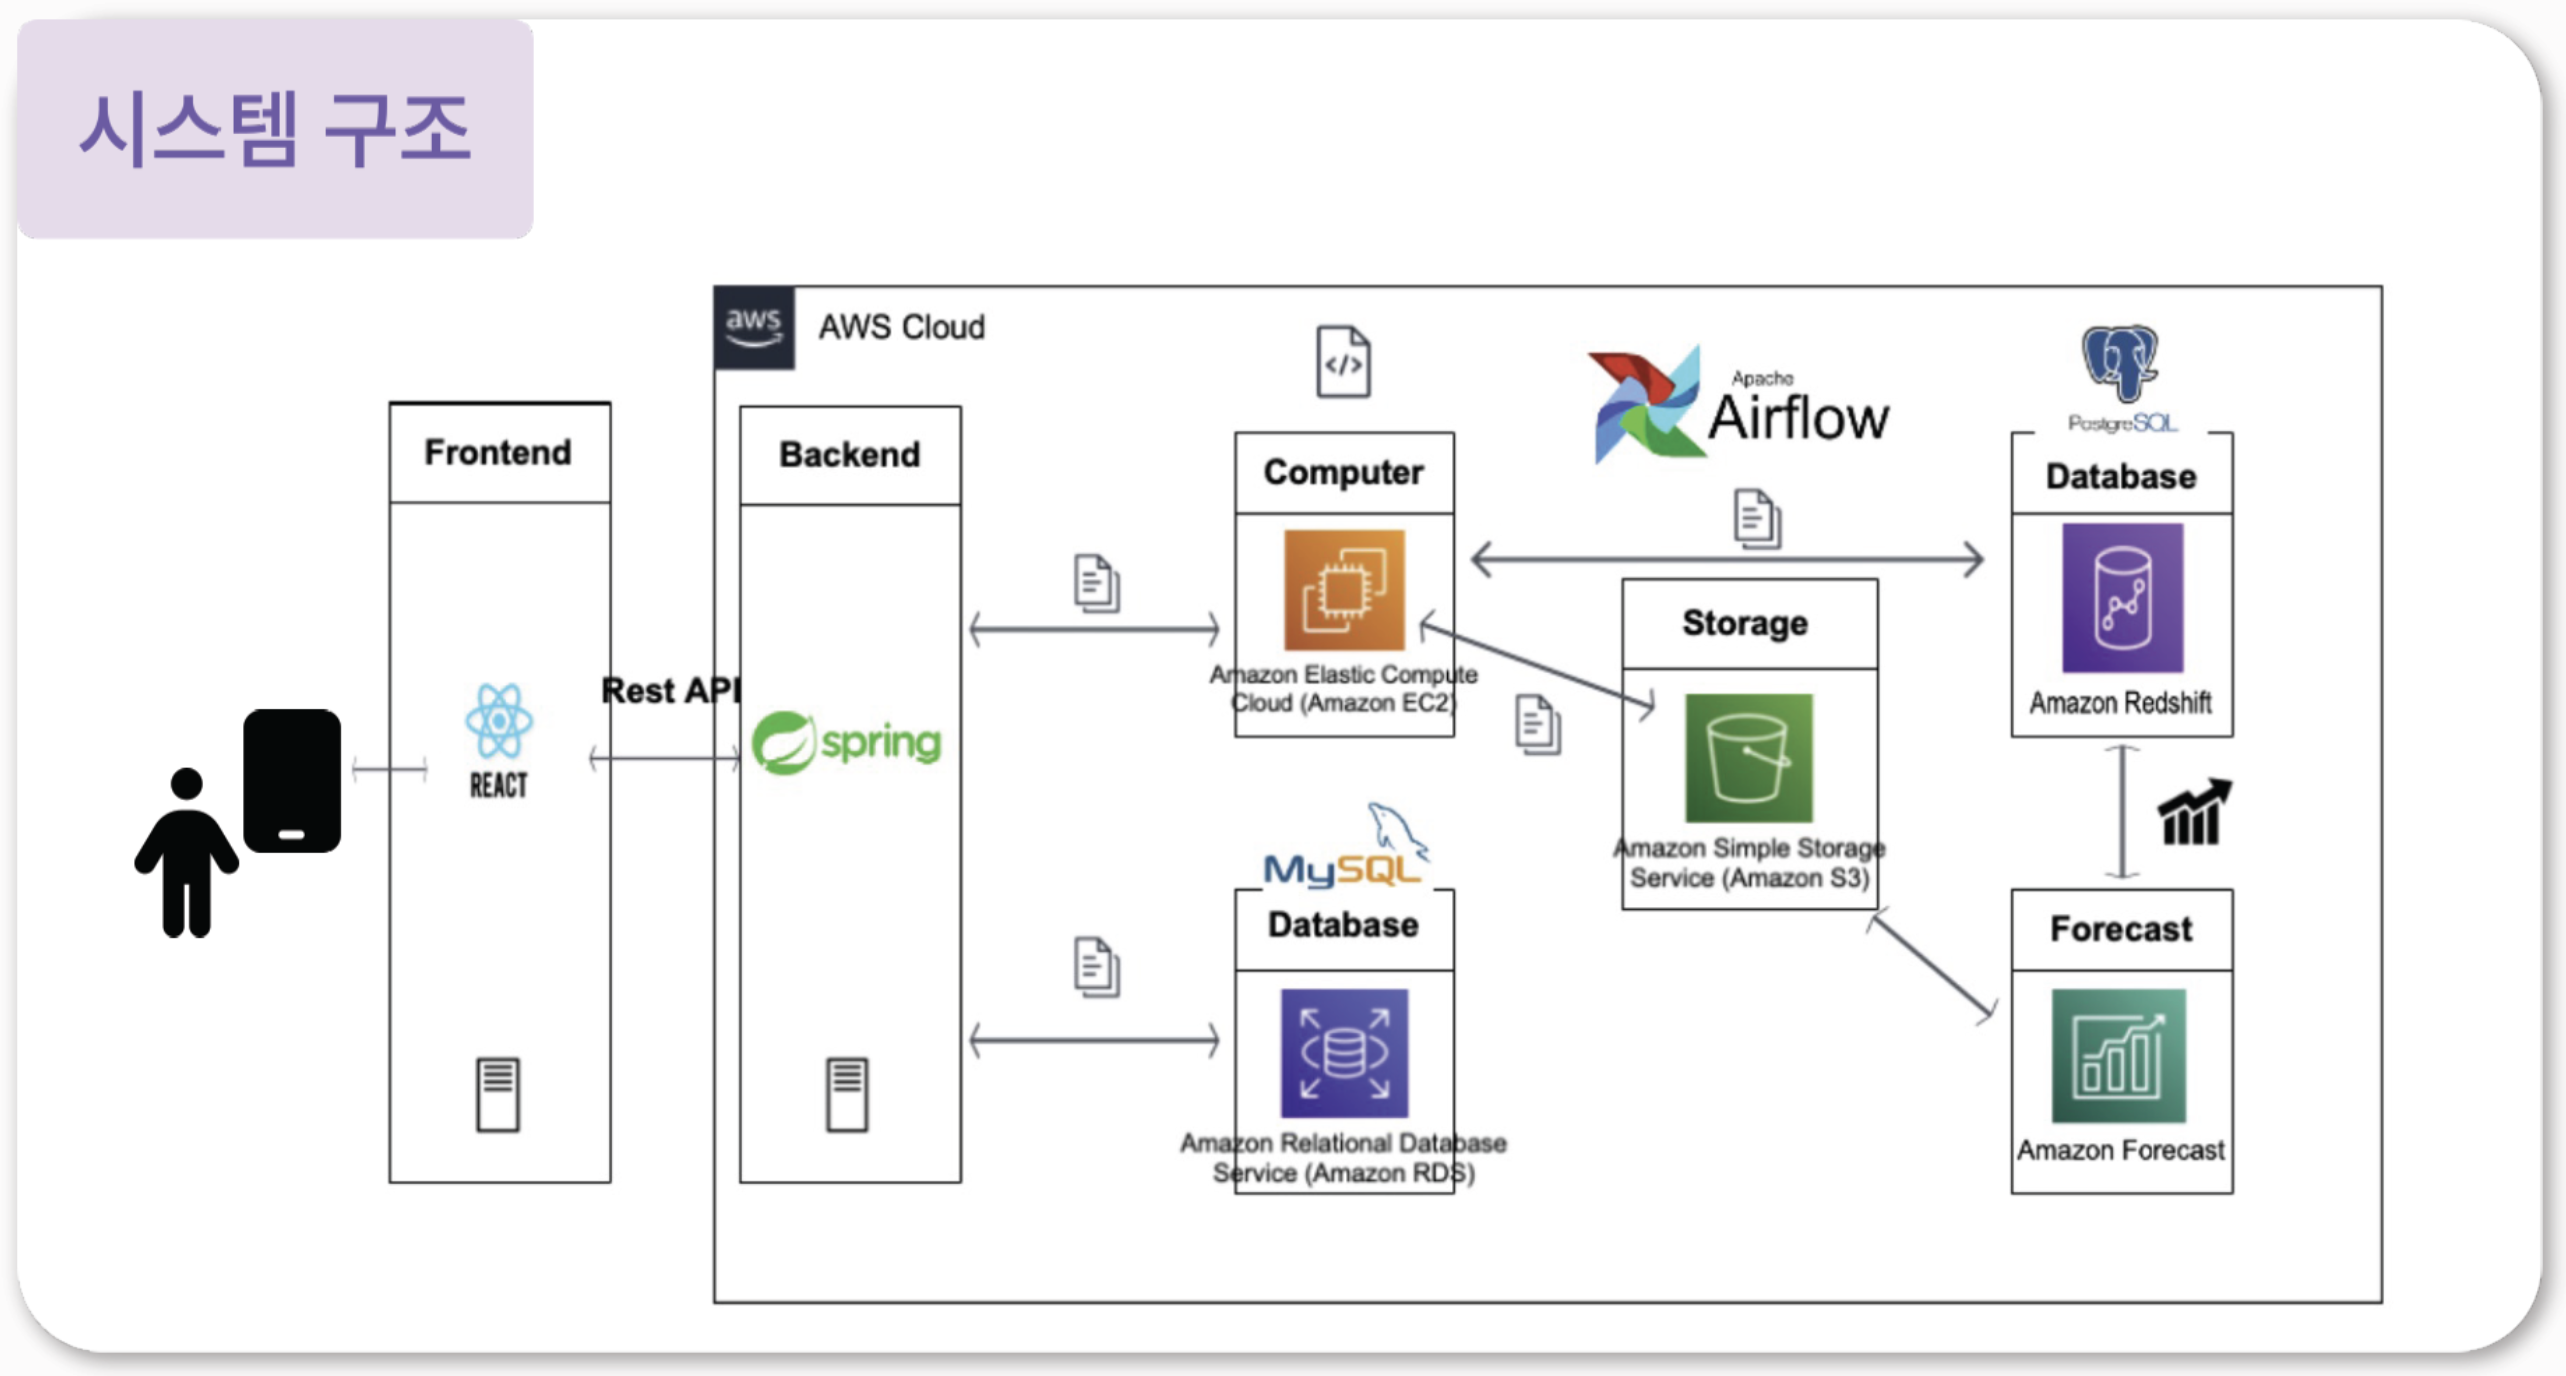 시스템 구조
aws
AWS Cloud
Frontend
REACT
Rest API
Backend
spring
</>
Computer
Amazon Elastic Compute
Cloud (Amazon EC2)
MySQL
Database
Amazon Relational Database
Service (Amazon RDS)
Apache
Airflow
Storage
Amazon Simple Storage
Service (Amazon S3)
PostgreSQL
Database
Amazon Redshift
Forecast
Amazon Forecast